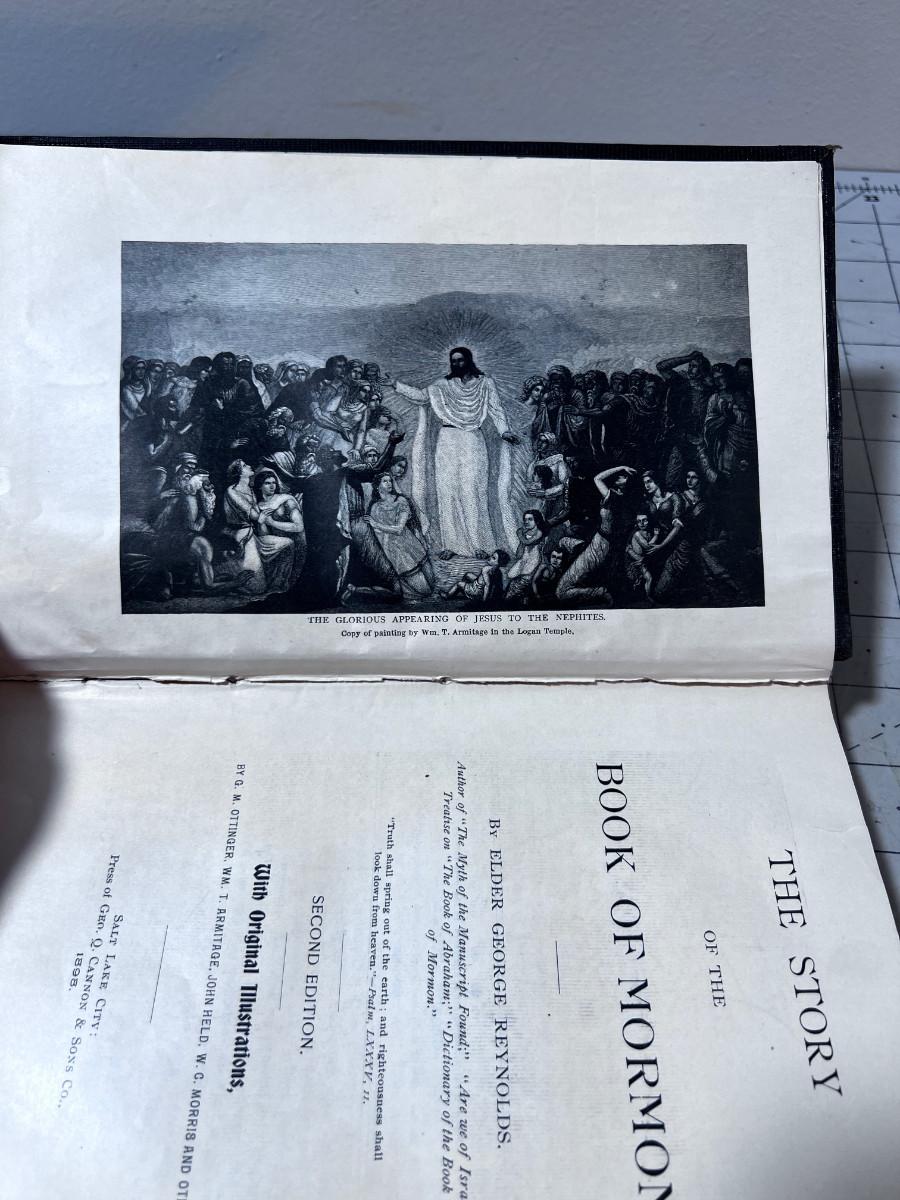 THE GLORIOUS APPEARING OF JESUS TO THE NEPHITES.
Copy of painting by Wm. T. Armitage in the Logan Temple.
THE STORY
OF THE
BOOK OF MORMON
By ELDER GEORGE REYNOLDS.
Author of "The Myth of the Manuscript Found;" "Are we of Isra
Treatise on "The Book of Abraham;" "Dictionary of the Book
of Mormon."
"Truth shall spring out of the earth; and righteousness shall
look down from heaven."—Psalm, LXXXV, 11.
SECOND EDITION.
With Original Illustrations,
BY G. M. OTTINGER, WM. T. ARMITAGE, JOHN HELD, W. C. MORRIS AND OT
SALT LAKE CITY:
Press of GEO. Q. CANNON & SONS CO.,
1898.